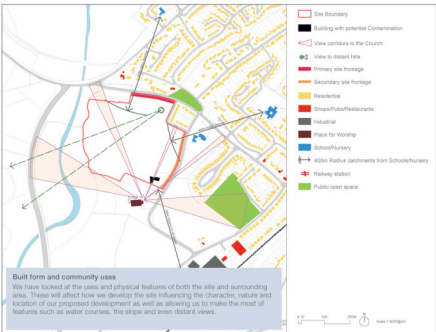 Site Boundary
Building with potential Contamination
View corridors to the Church
View to distant hills
Primary site frontage
Secondary site frontage
Residential
Shops/Pubs/Restaurants
Industrial
Place for Worship
School/Nursery
400m Radius catchments from Schools/Nursery
Railway station
Public open space
Built form and community uses
We have looked at the uses and physical features of both the site and surrounding
area. These will affect how we develop the site influencing the character, nature and
location of our proposed development as well as allowing us to make the most of
features such as water courses, the slope and even distant views.